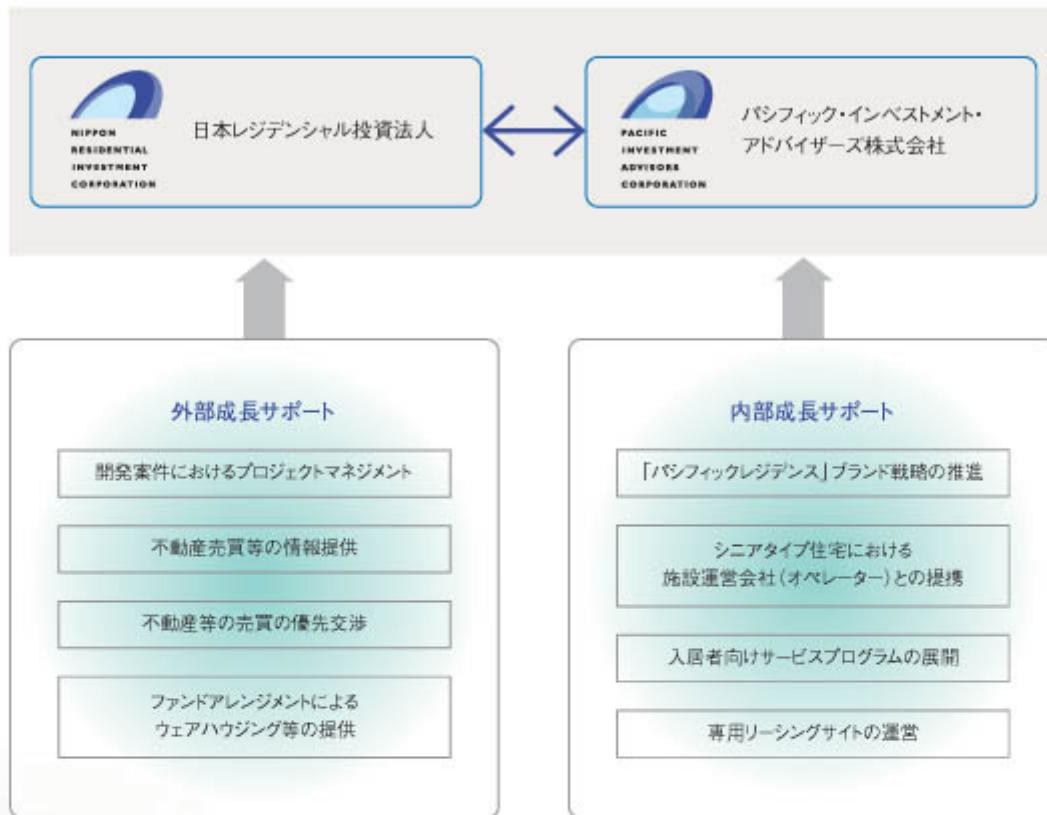 NIPPON
RESIDENTIAL
INVESTMENT
CORPORATION
日本レジデンシャル投資法人
PACIFIC
INVESTMENT
ADVISORS
CORPORATION
パシフィック・インベストメント・
アドバイザーズ株式会社
外部成長サポート
開発案件におけるプロジェクトマネジメント
不動産売買等の情報提供
不動産等の売買の優先交渉
ファンドアレンジメントによる
ウェアハウジング等の提供
内部成長サポート
「パシフィックレジデンス」ブランド戦略の推進
シニアタイプ住宅における
施設運営会社（オペレーター）との提携
入居者向けサービスプログラムの展開
専用リーシングサイトの運営